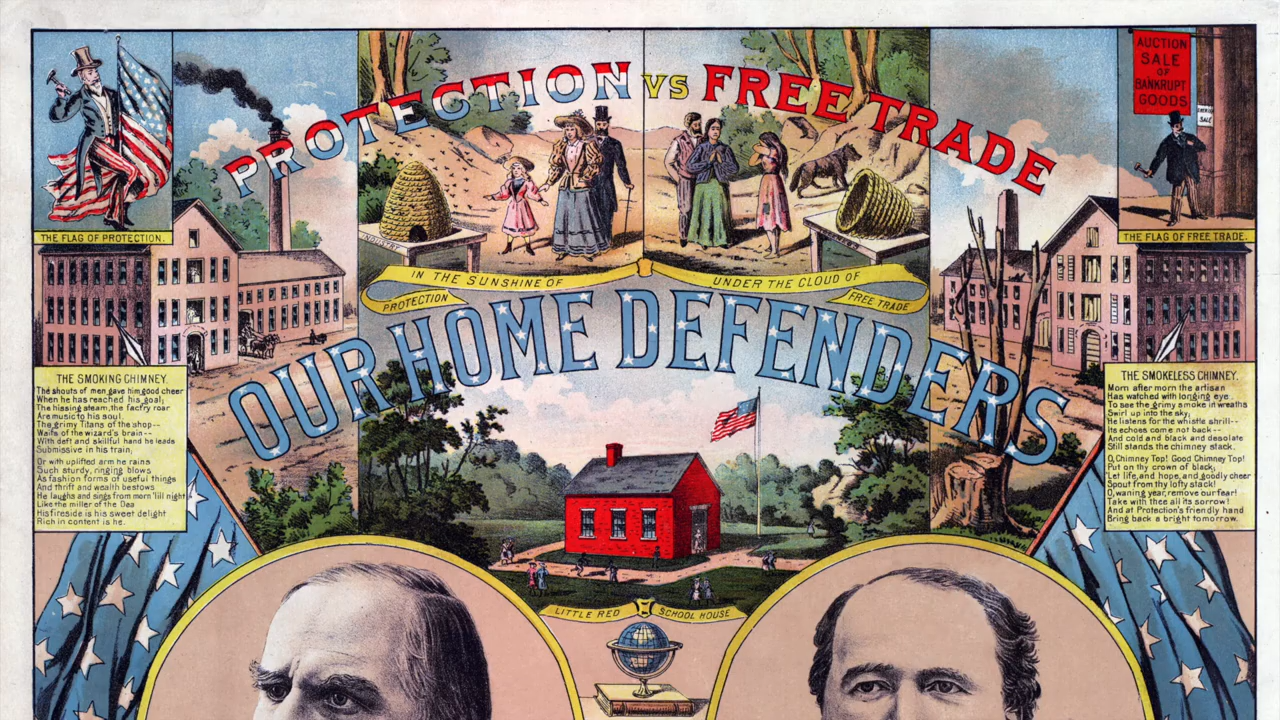 PROTECTION VS FREE TRADE
AUCTION
SALE
OF
BANKRUPT
GOODS
SALE
THE FLAG OF PROTECTION.
THE FLAG OF FREE TRADE.
INDUSTRY
IN THE SUNSHINE OF
PROTECTION
UNDER THE CLOUD OF
FREE TRADE
OUR HOME DEFENDERS
THE SMOKING CHIMNEY.
The shouts of men gave him good cheer
When he has reached his goal;
The hissing steam, the fact'ry roar
Are music to his soul.
The grimy Titans of the shop--
Waifs of the wizard's brain--
With deft and skillful hand he leads
Submissive in his train,
Or with uplifted arm he rains
Such sturdy, ringing blows
As fashion forms of useful things
And thrift and wealth bestows
He laughs and sings from morn 'till night,
Like the miller of the Dea
His fireside is his sweet delight
Rich in content is he.
THE SMOKELESS CHIMNEY.
Morn after morn the artisan
Has watched with longing eye
To see the grimy smoke in wreaths
Swirl up into the sky;
He listens for the whistle shrill--
Its echoes come not back--
And cold and black and desolate
Still stands the chimney stack.
O, Chimney Top! Good Chimney Top!
Put on thy crown of black,
'Let life, and hope, and goodly cheer
Spout from thy lofty stack!
O, waning year, remove our fear!
Take with thee all its sorrow!
And at Protection's friendly hand
Bring back a bright tomorrow.
LITTLE RED SCHOOL HOUSE